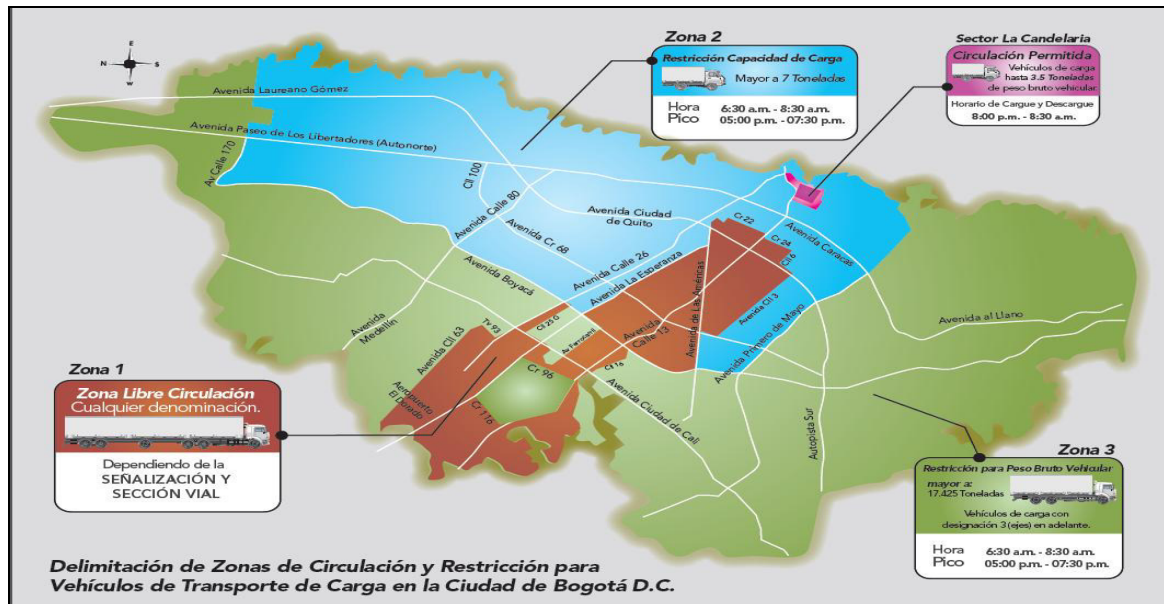 E
N
S
W
Zona 2
Restricción Capacidad de Carga
Mayor a 7 Toneladas
Hora 6:30 a.m. - 8:30 a.m.
Pico 05:00 p.m. - 07:30 p.m.
Sector La Candelaria
Circulación Permitida
Vehículos de carga
hasta 3.5 Toneladas
de peso bruto vehicular.
Horario de Cargue y Descargue
8:00 p.m. - 8:30 a.m.
Avenida Laureano Gómez
Avenida Paseo de Los Libertadores (Autonorte)
Av Calle 170
Cll 100
Avenida Calle 80
Avenida Cr 68
Avenida Ciudad
de Quito
Avenida Calle 26
Avenida La Esperanza
Cr 22
Cr 24
Cll 6
Avenida Caracas
Avenida Boyacá
Avenida de Las Américas
Avenida Cll 3
Avenida Primero de Mayo
Avenida al Llano
Avenida
Medellín
Tv 93
Cll 25 G
Av Ferrocarril
Avenida
Calle 13
Avenida Cll 63
Cr 96
Cll 16
Aeropuerto
El Dorado
Cr 116
Avenida Ciudad de Cali
Autopista Sur
Zona 1
Zona Libre Circulación
Cualquier denominación.
Dependiendo de la
SEÑALIZACIÓN Y
SECCIÓN VIAL
Zona 3
Restricción para Peso Bruto Vehicular
mayor a:
17.425 Toneladas
Vehículos de carga con
designación 3 (ejes) en adelante.
Hora 6:30 a.m. - 8:30 a.m.
Pico 05:00 p.m. - 07:30 p.m.
Delimitación de Zonas de Circulación y Restricción para
Vehículos de Transporte de Carga en la Ciudad de Bogotá D.C.